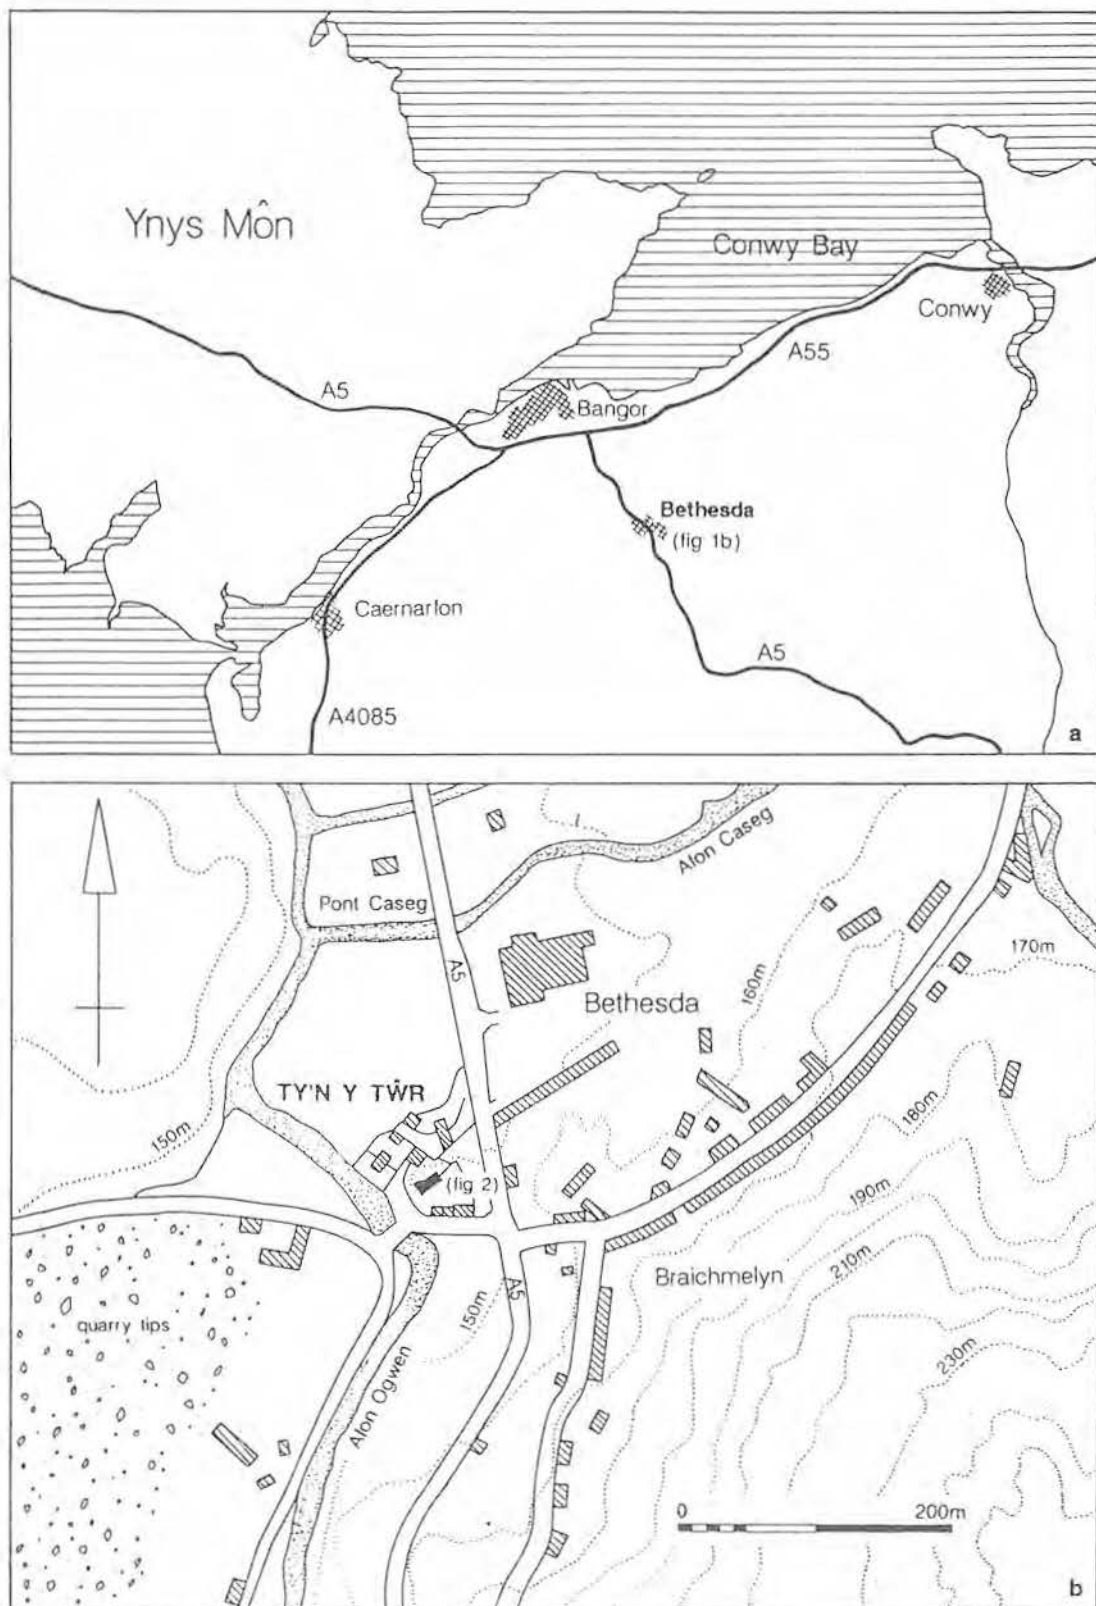 Ynys Môn
Conwy Bay
Conwy
A55
A5
Bangor
Bethesda
(fig 1b)
Caernarfon
A5
A4085
a
Afon Caseg
Pont Caseg
A5
170m
160m
Bethesda
TY'N Y TŴR
180m
150m
(fig 2)
190m
Braichmelyn
210m
A5
150m
quarry tips
230m
Afon Ogwen
0 200m
b